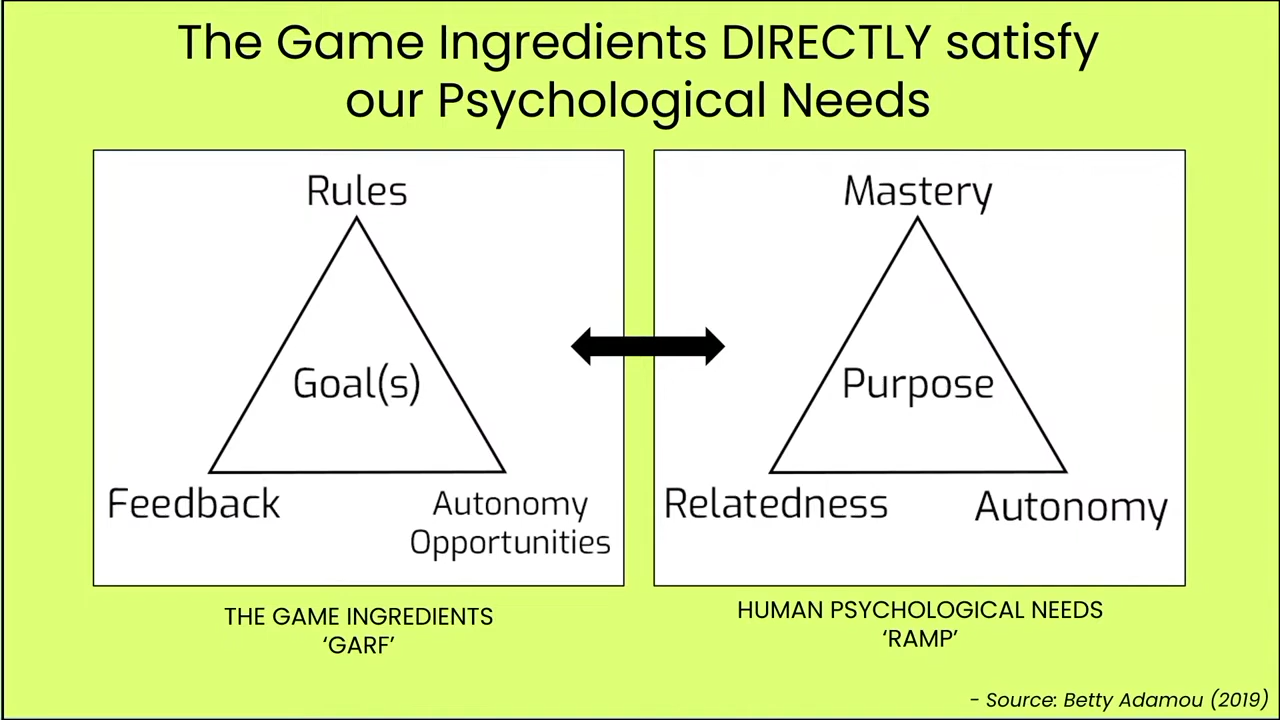 The Game Ingredients DIRECTLY satisfy
our Psychological Needs
Rules
Goal(s)
Feedback
Autonomy
Opportunities
THE GAME INGREDIENTS
‘GARF’
Mastery
Purpose
Relatedness
Autonomy
HUMAN PSYCHOLOGICAL NEEDS
‘RAMP’
- Source: Betty Adamou (2019)